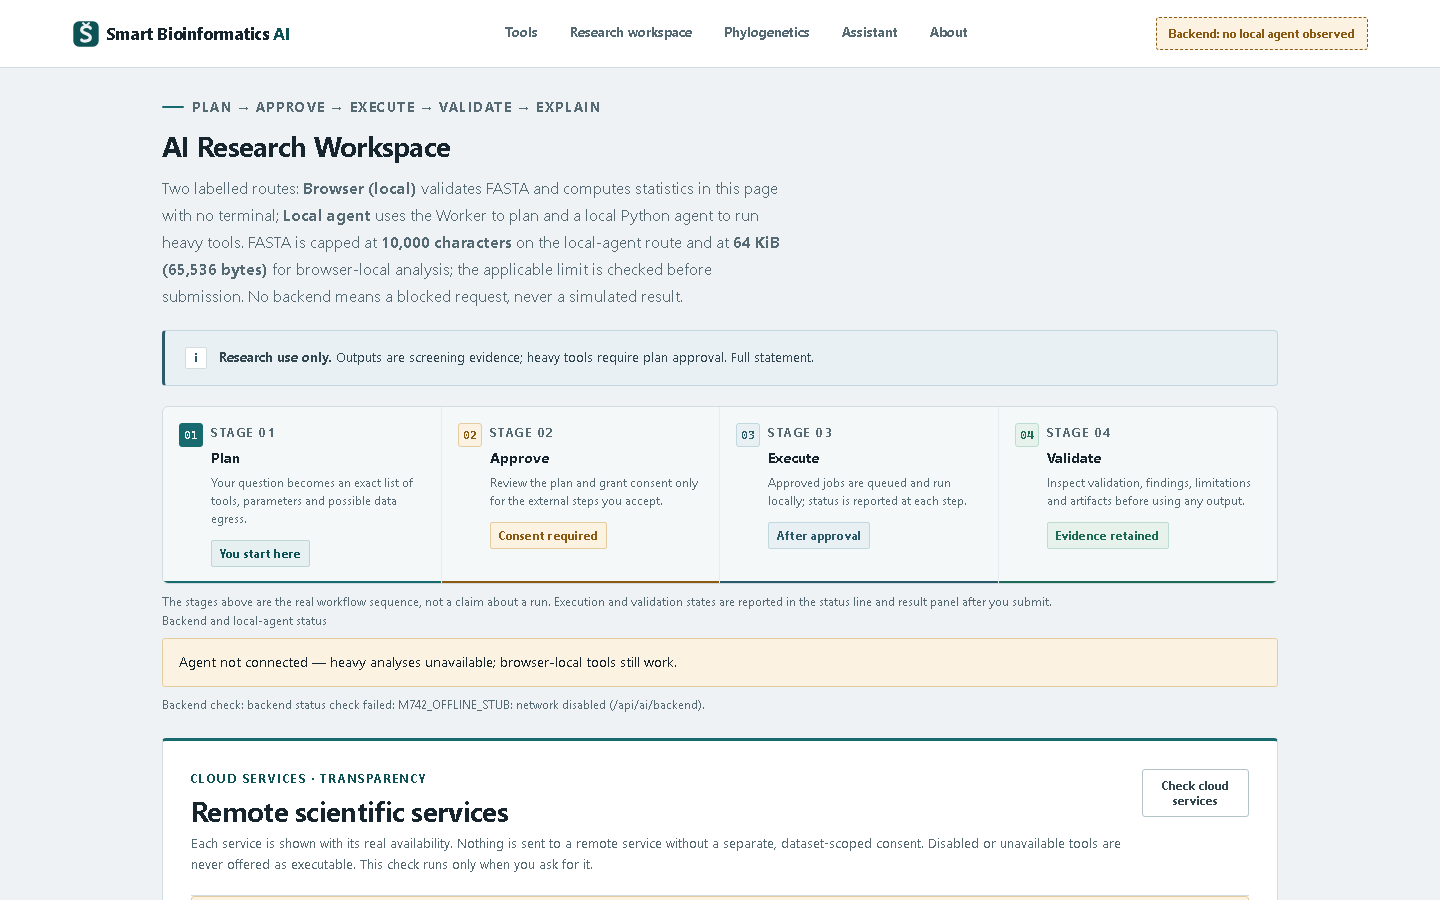 Š Smart Bioinformatics AI
Tools Research workspace Phylogenetics Assistant About
Backend: no local agent observed
PLAN → APPROVE → EXECUTE → VALIDATE → EXPLAIN
AI Research Workspace
Two labelled routes: Browser (local) validates FASTA and computes statistics in this page
with no terminal; Local agent uses the Worker to plan and a local Python agent to run
heavy tools. FASTA is capped at 10,000 characters on the local-agent route and at 64 KiB
(65,536 bytes) for browser-local analysis; the applicable limit is checked before
submission. No backend means a blocked request, never a simulated result.
i Research use only. Outputs are screening evidence; heavy tools require plan approval. Full statement.
01 STAGE 01
Plan
Your question becomes an exact list of
tools, parameters and possible data
egress.
You start here
02 STAGE 02
Approve
Review the plan and grant consent only
for the external steps you accept.
Consent required
03 STAGE 03
Execute
Approved jobs are queued and run
locally; status is reported at each step.
After approval
04 STAGE 04
Validate
Inspect validation, findings, limitations
and artifacts before using any output.
Evidence retained
The stages above are the real workflow sequence, not a claim about a run. Execution and validation states are reported in the status line and result panel after you submit.
Backend and local-agent status
Agent not connected — heavy analyses unavailable; browser-local tools still work.
Backend check: backend status check failed: M742_OFFLINE_STUB: network disabled (/api/ai/backend).
CLOUD SERVICES · TRANSPARENCY
Remote scientific services
Each service is shown with its real availability. Nothing is sent to a remote service without a separate, dataset-scoped consent. Disabled or unavailable tools are
never offered as executable. This check runs only when you ask for it.
Check cloud
services